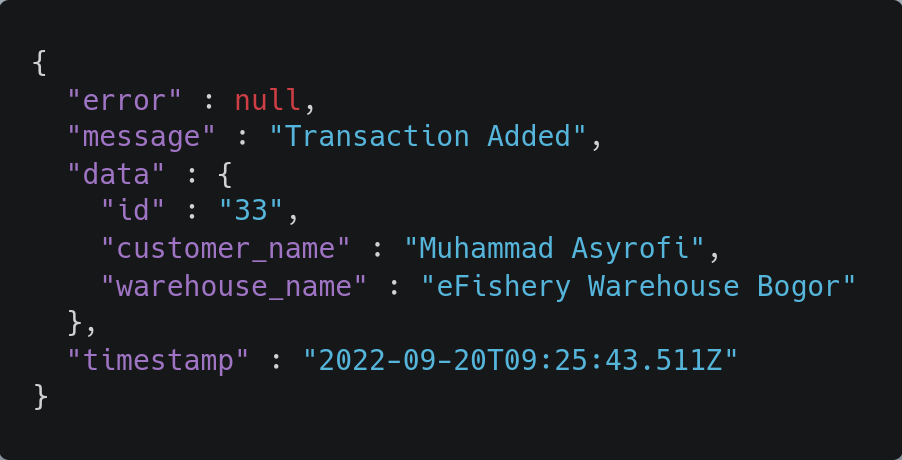 {
"error" : null,
"message" : "Transaction Added",
"data" : {
"id" : "33",
"customer_name" : "Muhammad Asyrofi",
"warehouse_name" : "eFishery Warehouse Bogor"
},
"timestamp" : "2022-09-20T09:25:43.511Z"
}